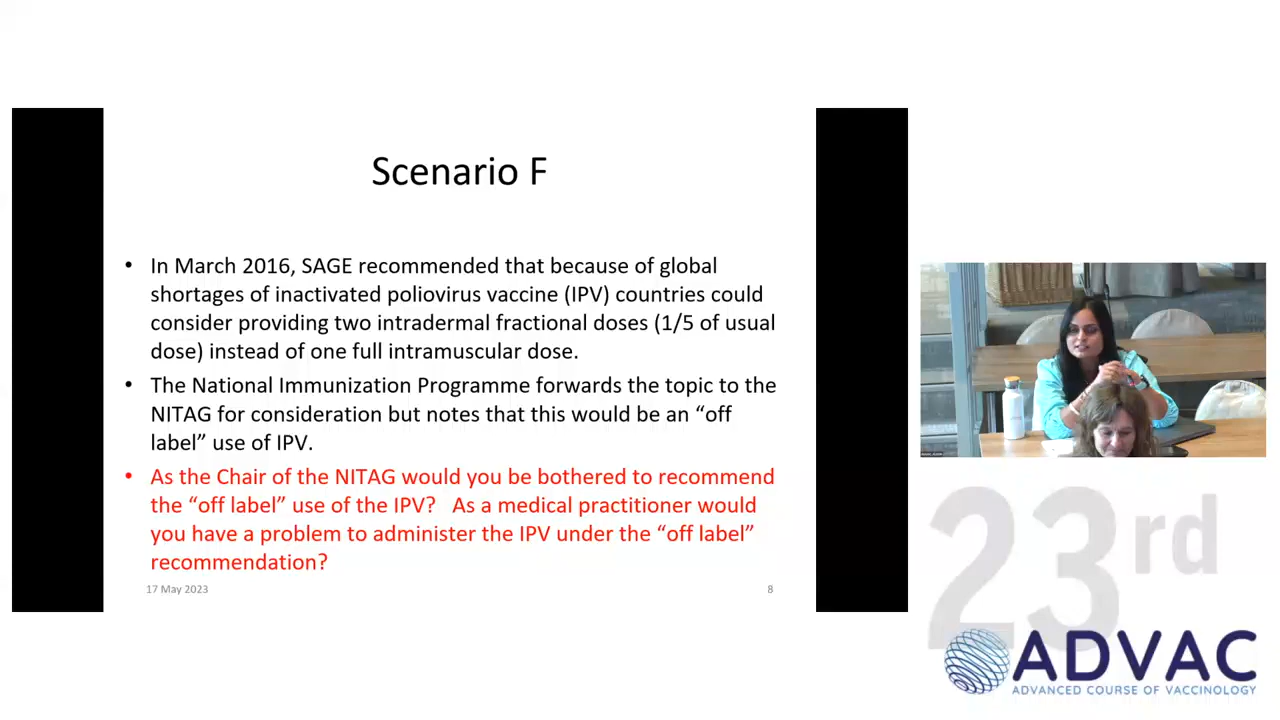 Scenario F
• In March 2016, SAGE recommended that because of global
shortages of inactivated poliovirus vaccine (IPV) countries could
consider providing two intradermal fractional doses (1/5 of usual
dose) instead of one full intramuscular dose.
• The National Immunization Programme forwards the topic to the
NITAG for consideration but notes that this would be an “off
label” use of IPV.
• As the Chair of the NITAG would you be bothered to recommend
the “off label” use of the IPV?   As a medical practitioner would
you have a problem to administer the IPV under the “off label”
recommendation?
17 May 2023
8
23rd
ADVAC
ADVANCED COURSE OF VACCINOLOGY